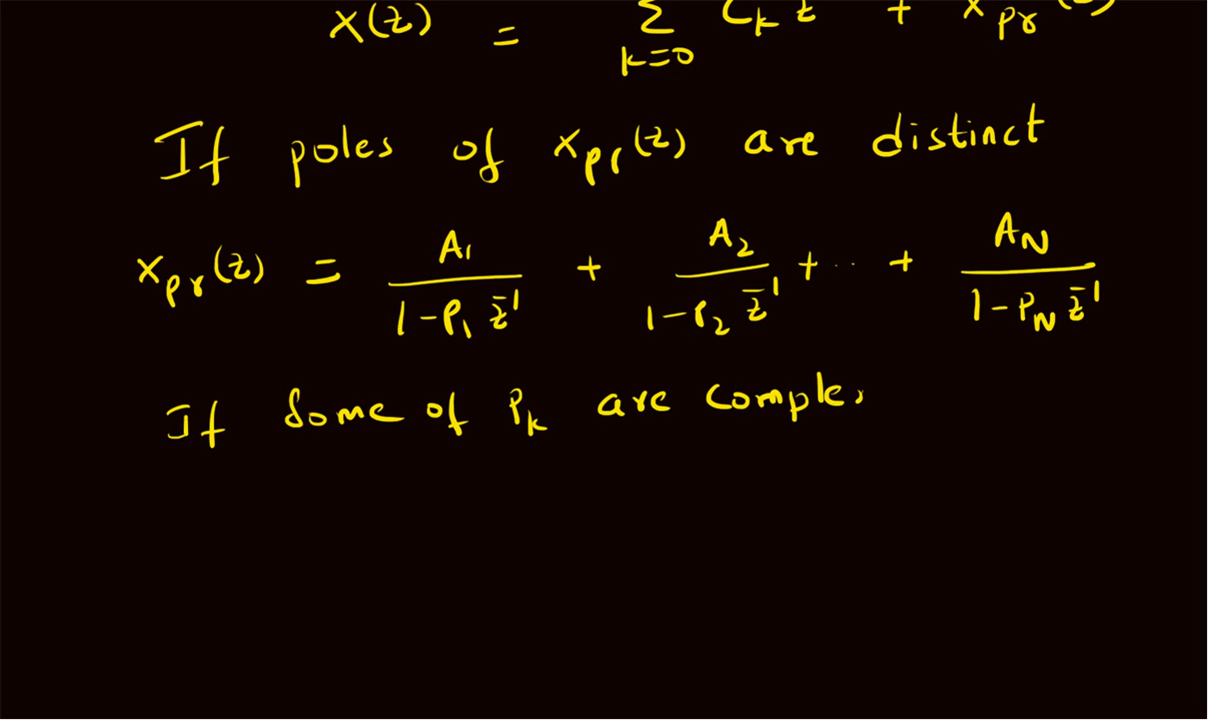 X(z) = Σ_{k=0} C_k z + X_pr
If poles of X_pr(z) are distinct
X_pr(z) = A_1 / (1 - P_1 z^-1) + A_2 / (1 - P_2 z^-1) + .. + A_N / (1 - P_N z^-1)
If some of P_k are comple